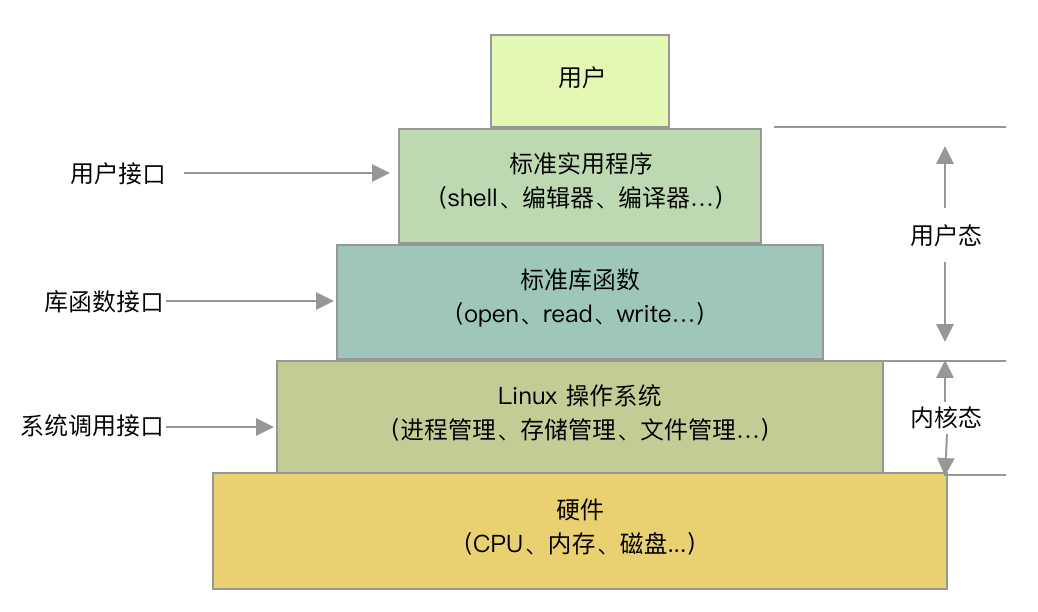 用户
用户接口
标准实用程序
（shell、编辑器、编译器…）
用户态
库函数接口
标准库函数
（open、read、write…）
系统调用接口
Linux 操作系统
（进程管理、存储管理、文件管理…）
内核态
硬件
（CPU、内存、磁盘...）